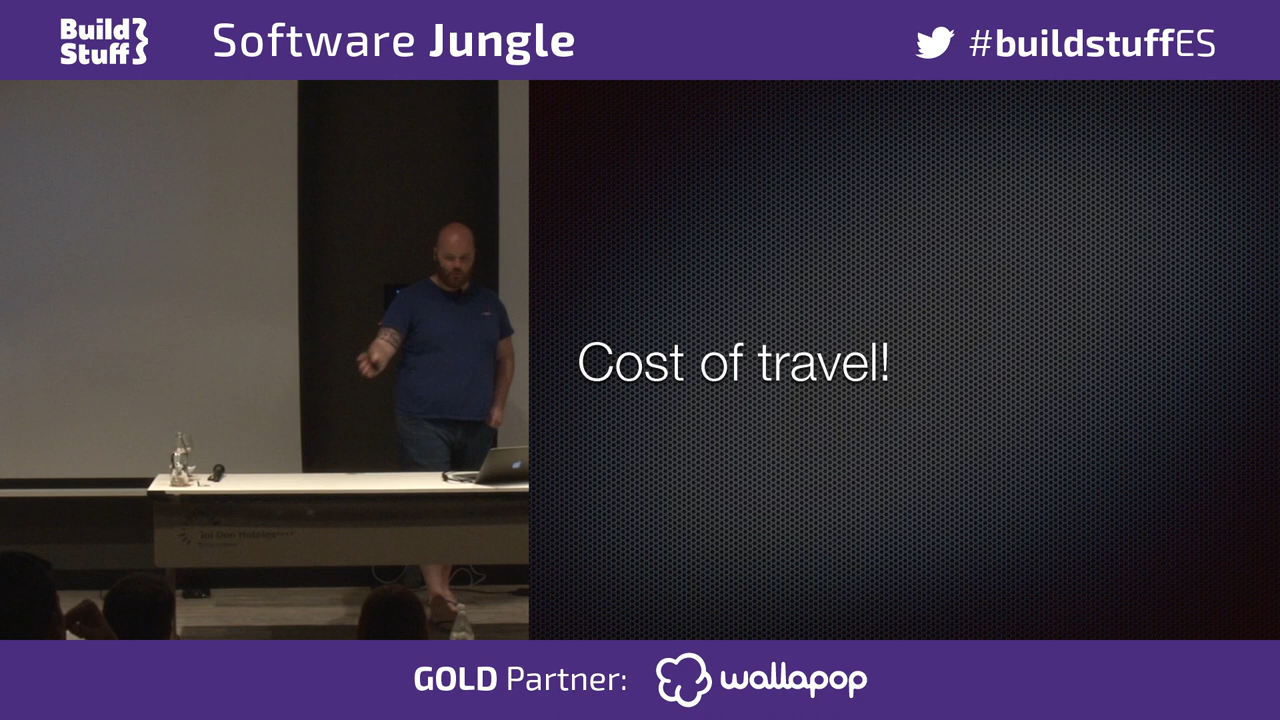 Build
Stuff
Software Jungle
#buildstuffES
Cost of travel!
GOLD Partner:
wallapop